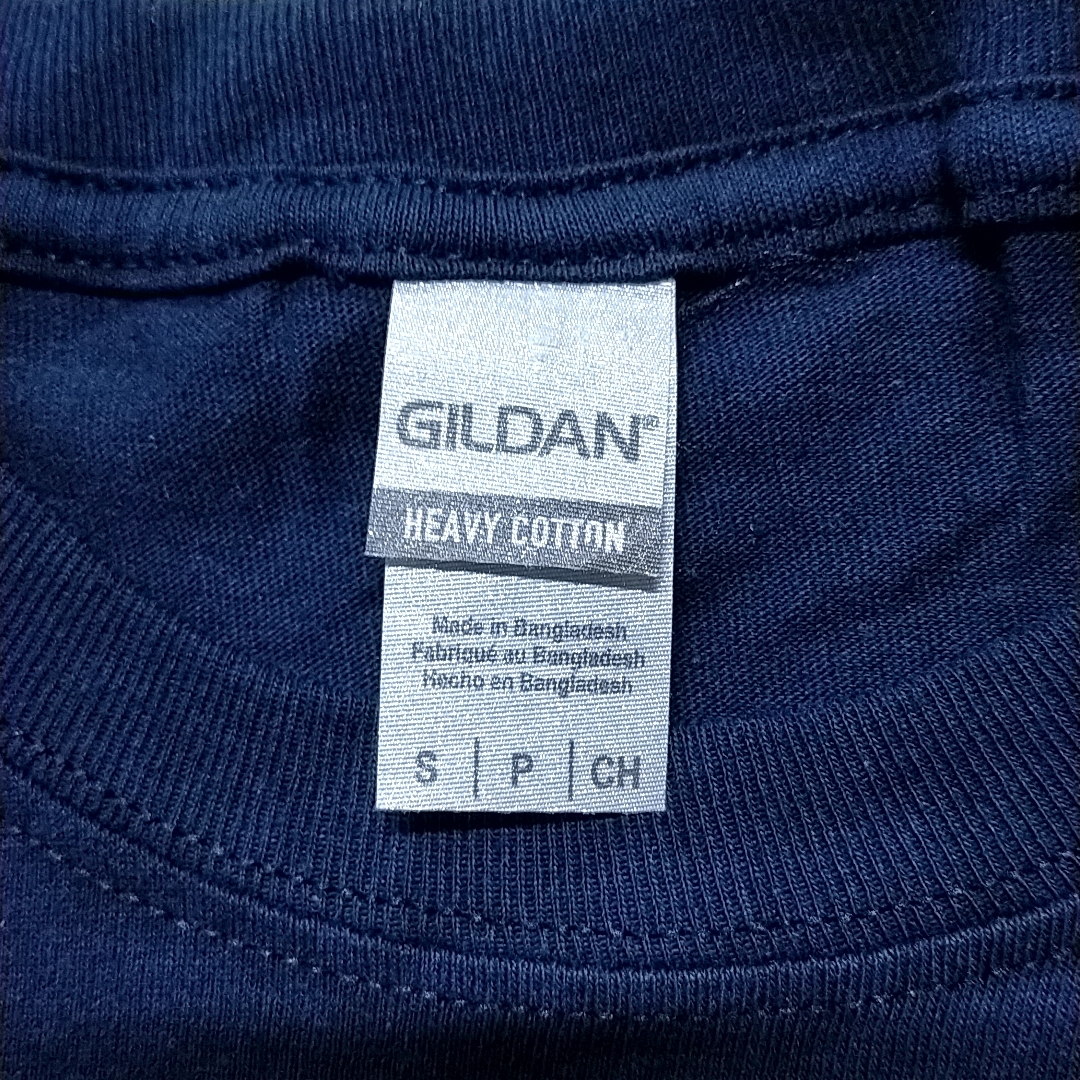 GILDAN®
HEAVY COTTON
Made in Bangladesh
Fabriqué au Bangladesh
Hecho en Bangladesh
S | P | CH